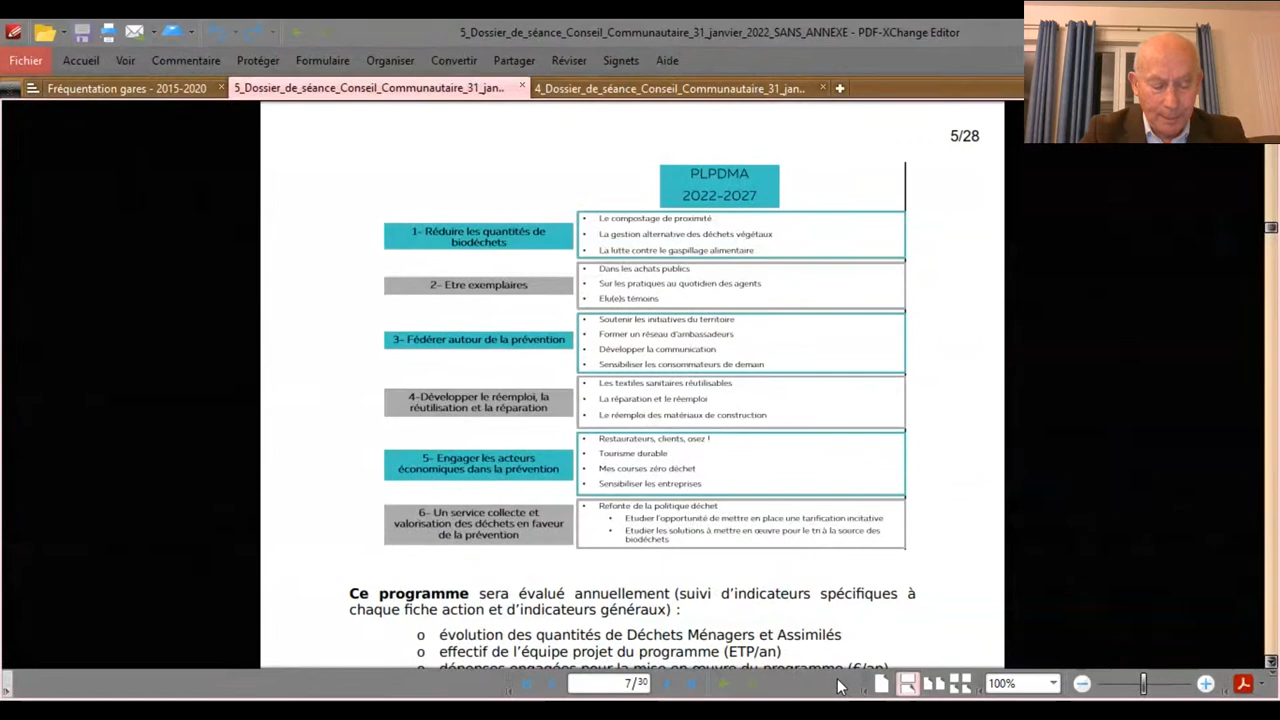 5_Dossier_de_séance_Conseil_Communautaire_31_janvier_2022_SANS_ANNEXE - PDF-XChange Editor
Fichier Accueil Voir Commentaire Protéger Formulaire Organiser Convertir Partager Réviser Signets Aide
Fréquentation gares - 2015-2020 5_Dossier_de_séance_Conseil_Communautaire_31_jan.. 4_Dossier_de_séance_Conseil_Communautaire_31_jan..
5/28
PLPDMA
2022-2027
1- Réduire les quantités de
biodéchets
• Le compostage de proximité
• La gestion alternative des déchets végétaux
• La lutte contre le gaspillage alimentaire
2- Etre exemplaires
• Dans les achats publics
• Sur les pratiques au quotidien des agents
• Elu(e)s témoins
3- Fédérer autour de la prévention
• Soutenir les initiatives du territoire
• Former un réseau d'ambassadeurs
• Développer la communication
• Sensibiliser les consommateurs de demain
4-Développer le réemploi, la
réutilisation et la réparation
• Les textiles sanitaires réutilisables
• La réparation et le réemploi
• Le réemploi des matériaux de construction
5- Engager les acteurs
économiques dans la prévention
• Restaurateurs, clients, osez !
• Tourisme durable
• Mes courses zéro déchet
• Sensibiliser les entreprises
6- Un service collecte et
valorisation des déchets en faveur
de la prévention
• Refonte de la politique déchet
• Etudier l'opportunité de mettre en place une tarification incitative
• Etudier les solutions à mettre en œuvre pour le tri à la source des
biodéchets
Ce programme sera évalué annuellement (suivi d'indicateurs spécifiques à
chaque fiche action et d'indicateurs généraux) :
o évolution des quantités de Déchets Ménagers et Assimilés
o effectif de l'équipe projet du programme (ETP/an)
o dépenses engagées pour la mise en œuvre du programme (€/an)
7/30
100%